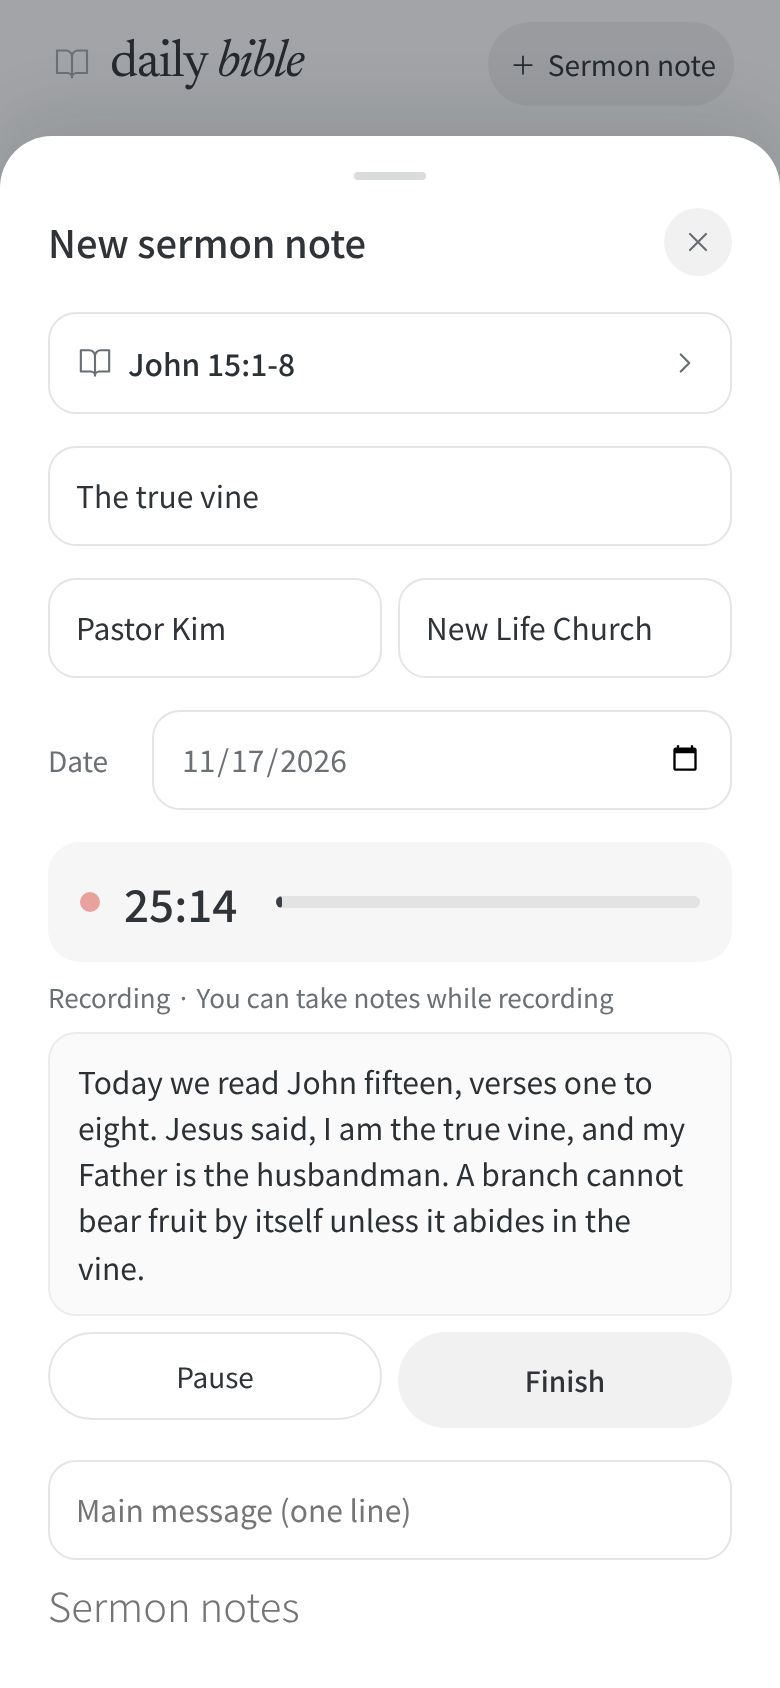 daily bible
+ Sermon note
New sermon note
John 15:1-8
The true vine
Pastor Kim
New Life Church
Date
11/17/2026
25:14
Recording · You can take notes while recording
Today we read John fifteen, verses one to
eight. Jesus said, I am the true vine, and my
Father is the husbandman. A branch cannot
bear fruit by itself unless it abides in the
vine.
Pause
Finish
Main message (one line)
Sermon notes